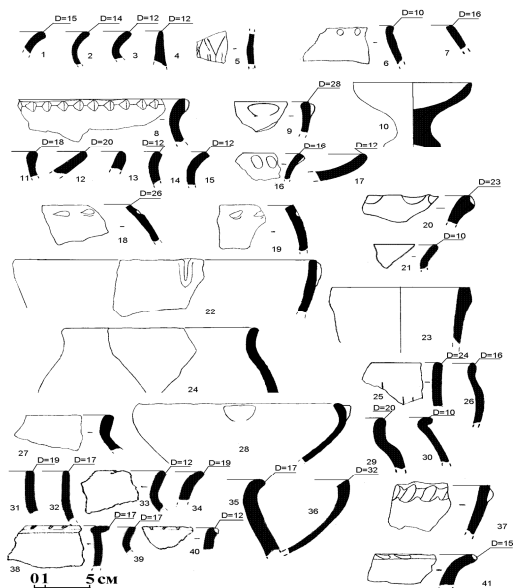 D=15 D=14 D=12 D=12 D=10 D=16
1 2 3 4 5 6 7
D=28
8 9 10
D=18 D=20 D=12 D=12 D=16 D=12
11 12 13 14 15 16 17
D=26 D=23
18 19 20
D=10
21
22 23
24
D=24 D=16
25 26
D=20 D=10
27 28 29 30
D=19 D=17 D=12 D=19 D=17 D=32
31 32 33 34 35 36 37
D=17 D=17 D=12 D=15
38 39 40 41
0 1 5 СМ